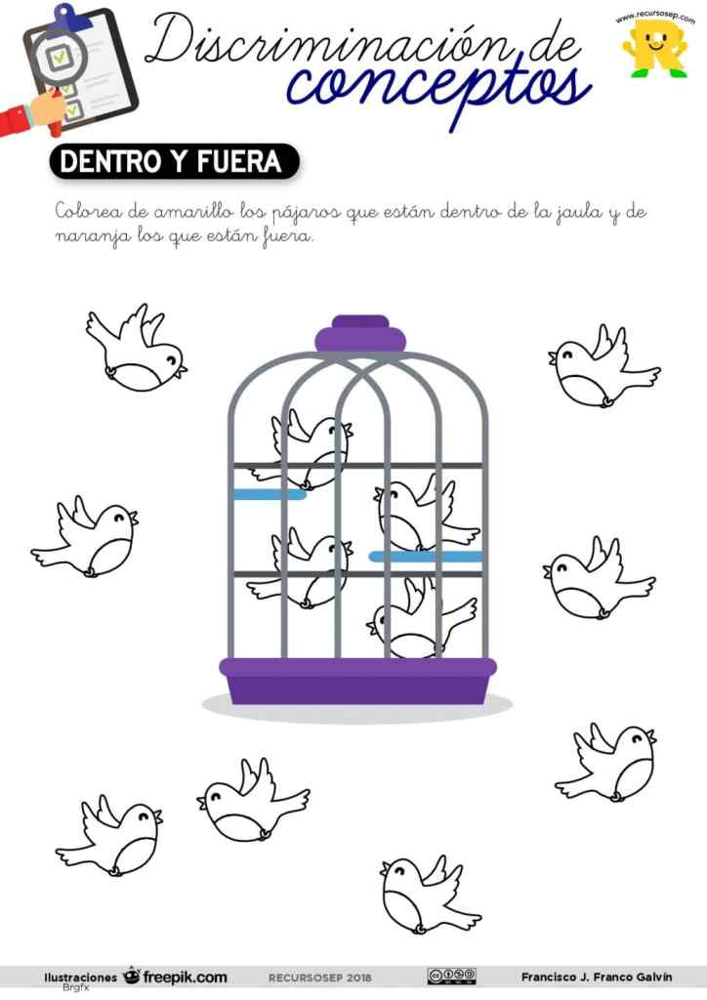 Discriminación de
conceptos
www.recursosep.com
R
DENTRO Y FUERA
Colorea de amarillo los pájaros que están dentro de la jaula y de
naranja los que están fuera.
Ilustraciones freepik.com RECURSOSEP 2018 Francisco J. Franco Galvín
Brgfx